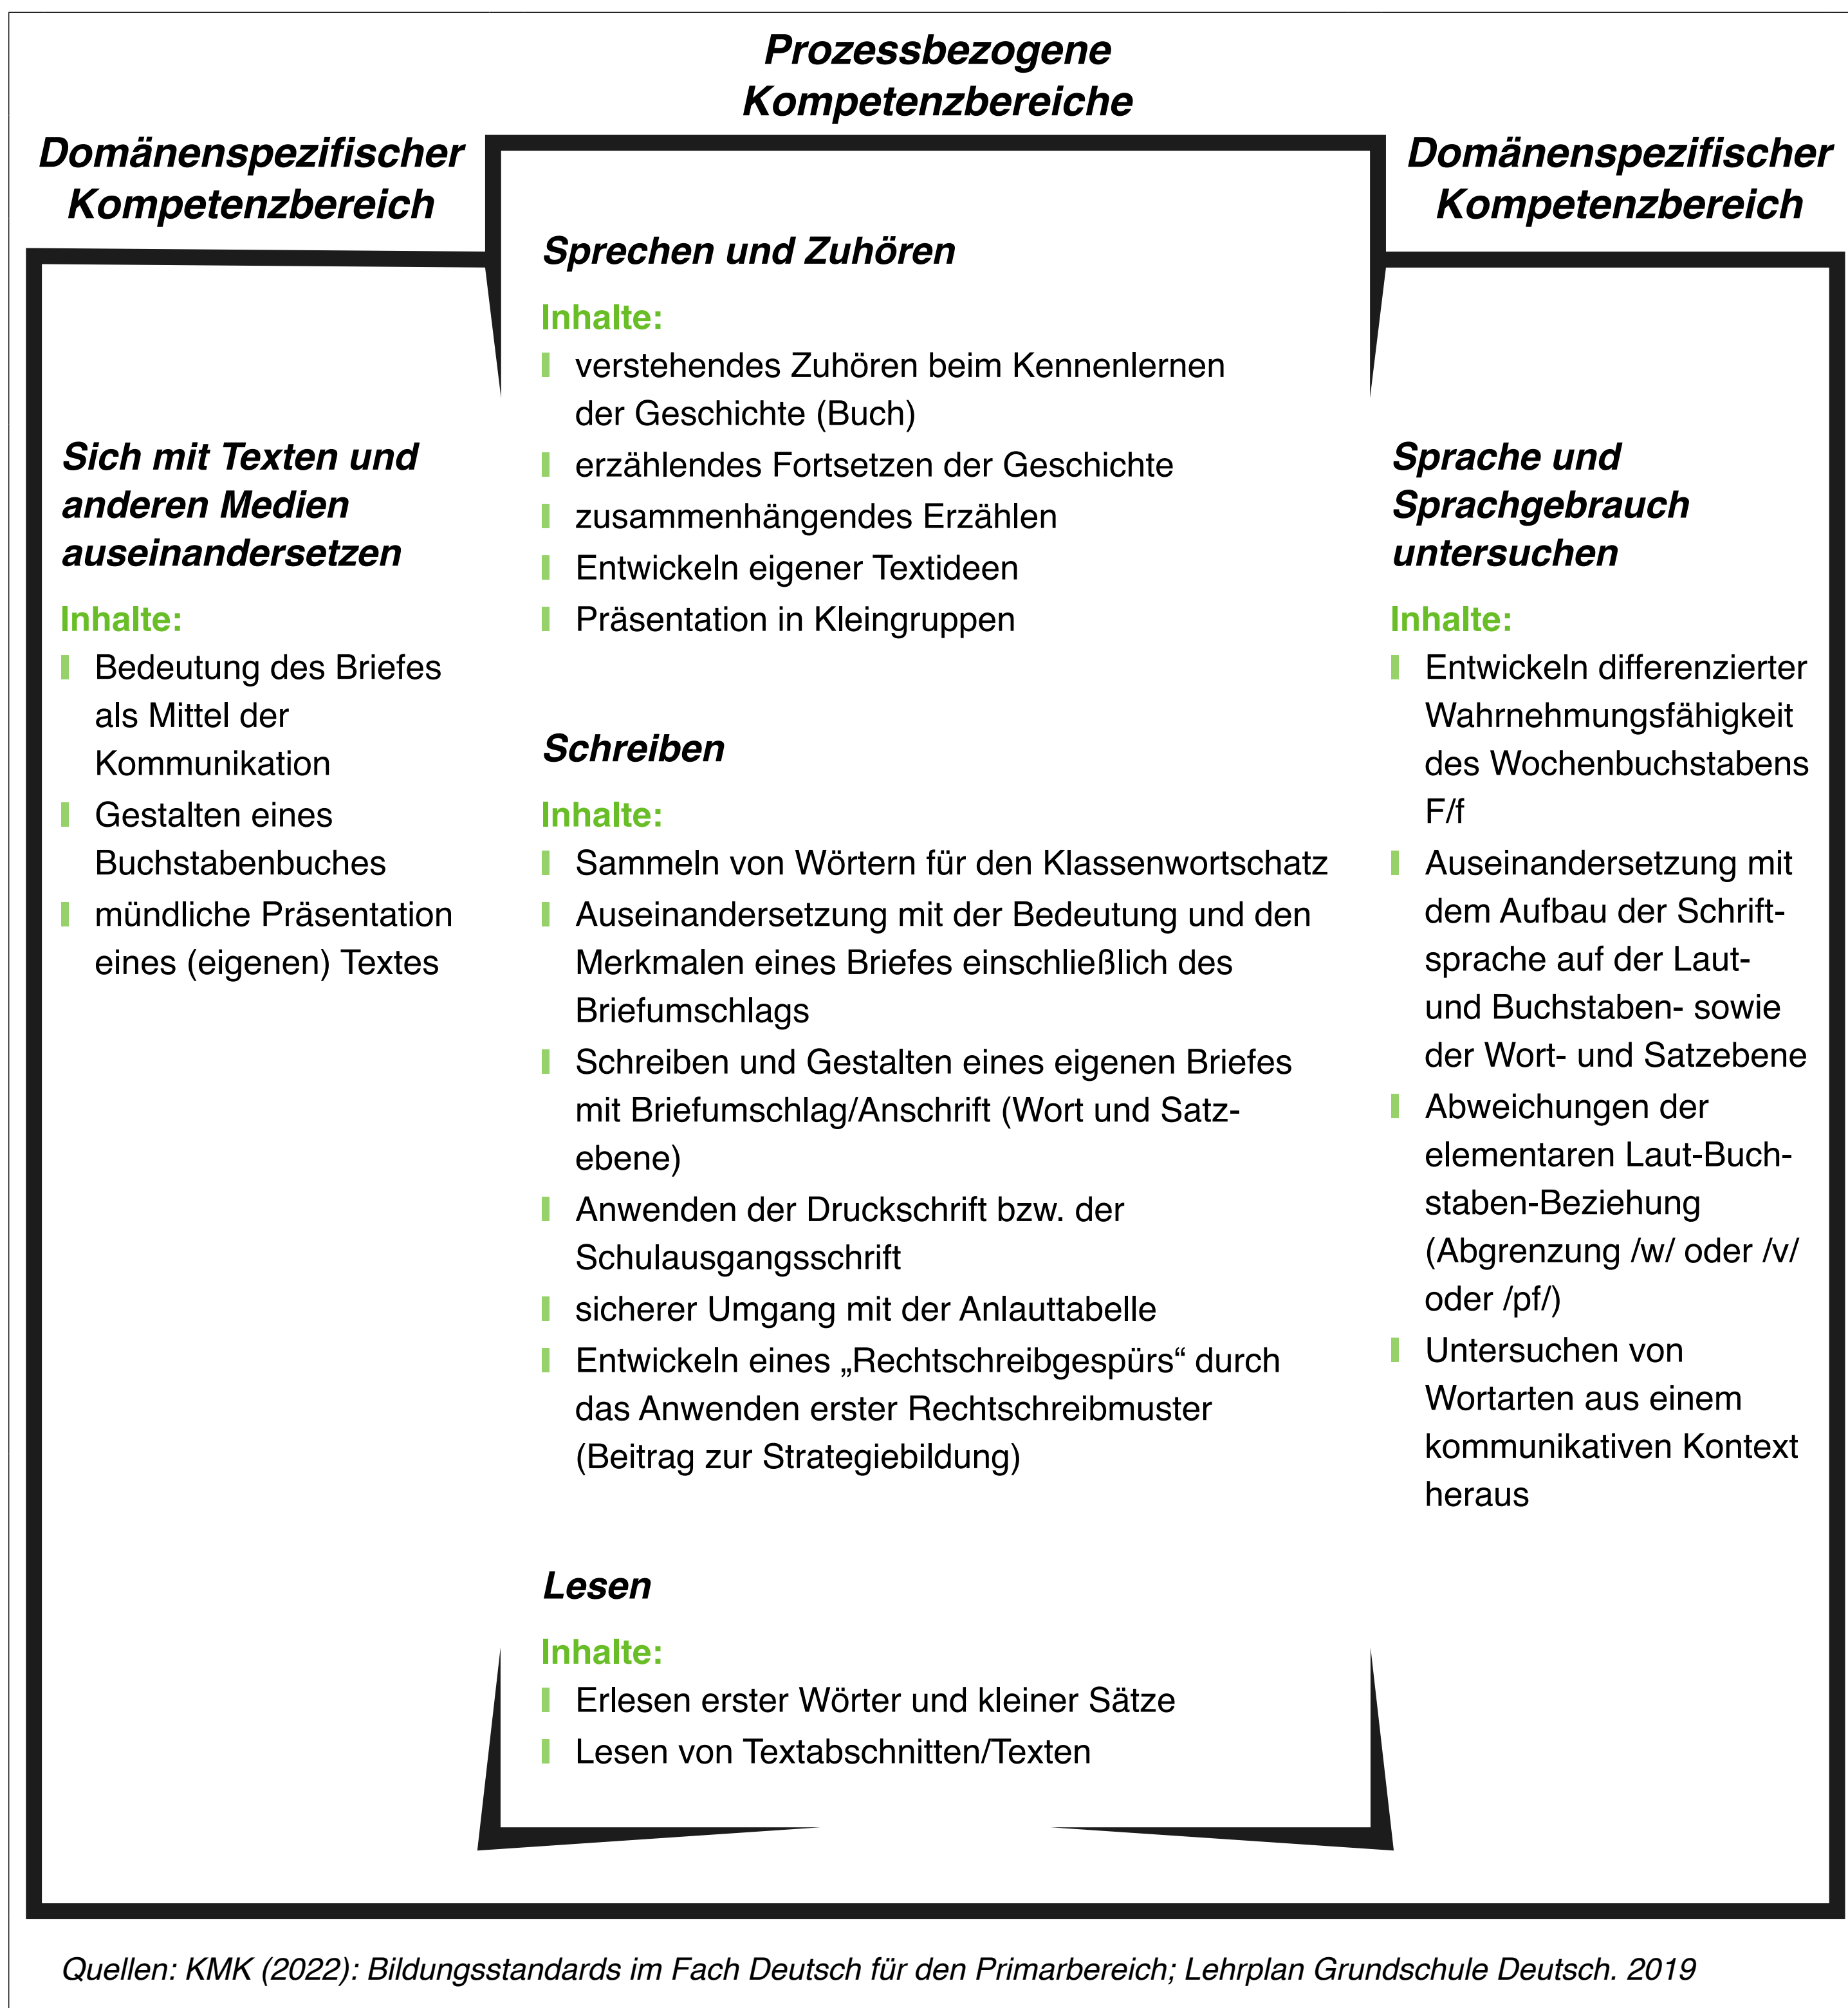 Prozessbezogene
Kompetenzbereiche
Domänenspezifischer
Kompetenzbereich
Sich mit Texten und
anderen Medien
auseinandersetzen
Inhalte:
Bedeutung des Briefes
als Mittel der
Kommunikation
Gestalten eines
Buchstabenbuches
mündliche Präsentation
eines (eigenen) Textes
Sprechen und Zuhören
Inhalte:
verstehendes Zuhören beim Kennenlernen
der Geschichte (Buch)
erzählendes Fortsetzen der Geschichte
zusammenhängendes Erzählen
Entwickeln eigener Textideen
Präsentation in Kleingruppen
Schreiben
Inhalte:
Sammeln von Wörtern für den Klassenwortschatz
Auseinandersetzung mit der Bedeutung und den
Merkmalen eines Briefes einschließlich des
Briefumschlags
Schreiben und Gestalten eines eigenen Briefes
mit Briefumschlag/Anschrift (Wort und Satz-
ebene)
Anwenden der Druckschrift bzw. der
Schulausgangsschrift
sicherer Umgang mit der Anlauttabelle
Entwickeln eines „Rechtschreibgespürs“ durch
das Anwenden erster Rechtschreibmuster
(Beitrag zur Strategiebildung)
Lesen
Inhalte:
Erlesen erster Wörter und kleiner Sätze
Lesen von Textabschnitten/Texten
Domänenspezifischer
Kompetenzbereich
Sprache und
Sprachgebrauch
untersuchen
Inhalte:
Entwickeln differenzierter
Wahrnehmungsfähigkeit
des Wochenbuchstabens
F/f
Auseinandersetzung mit
dem Aufbau der Schrift-
sprache auf der Laut-
und Buchstaben- sowie
der Wort- und Satzebene
Abweichungen der
elementaren Laut-Buch-
staben-Beziehung
(Abgrenzung /w/ oder /v/
oder /pf/)
Untersuchen von
Wortarten aus einem
kommunikativen Kontext
heraus
Quellen: KMK (2022): Bildungsstandards im Fach Deutsch für den Primarbereich; Lehrplan Grundschule Deutsch. 2019